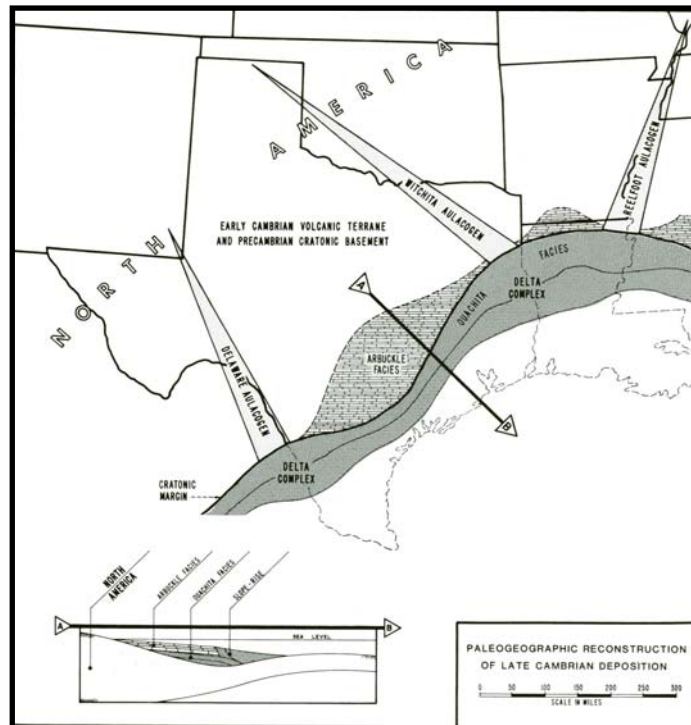 NORTH AMERICA
WITCHITA AULACOGEN
REELFOOT AULACOGEN
EARLY CAMBRIAN VOLCANIC TERRANE
AND PRECAMBRIAN CRATONIC BASEMENT
OUACHITA FACIES
DELTA
COMPLEX
A
ARBUCKLE
FACIES
DELAWARE AULACOGEN
B
DELTA
COMPLEX
CRATONIC
MARGIN
NORTH
AMERICA
ARBUCKLE FACIES
OUACHITA FACIES
SLOPE-RISE
A
B
SEA LEVEL
PALEOGEOGRAPHIC RECONSTRUCTION
OF LATE CAMBRIAN DEPOSITION
0 50 100 150 200 250 300
SCALE IN MILES